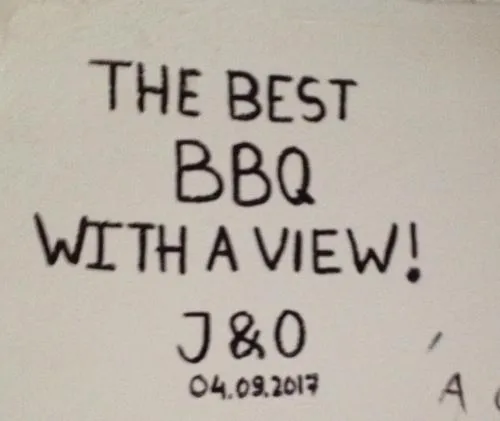 THE BEST
BBQ
WITH A VIEW!
J & O
04.09.2017
A